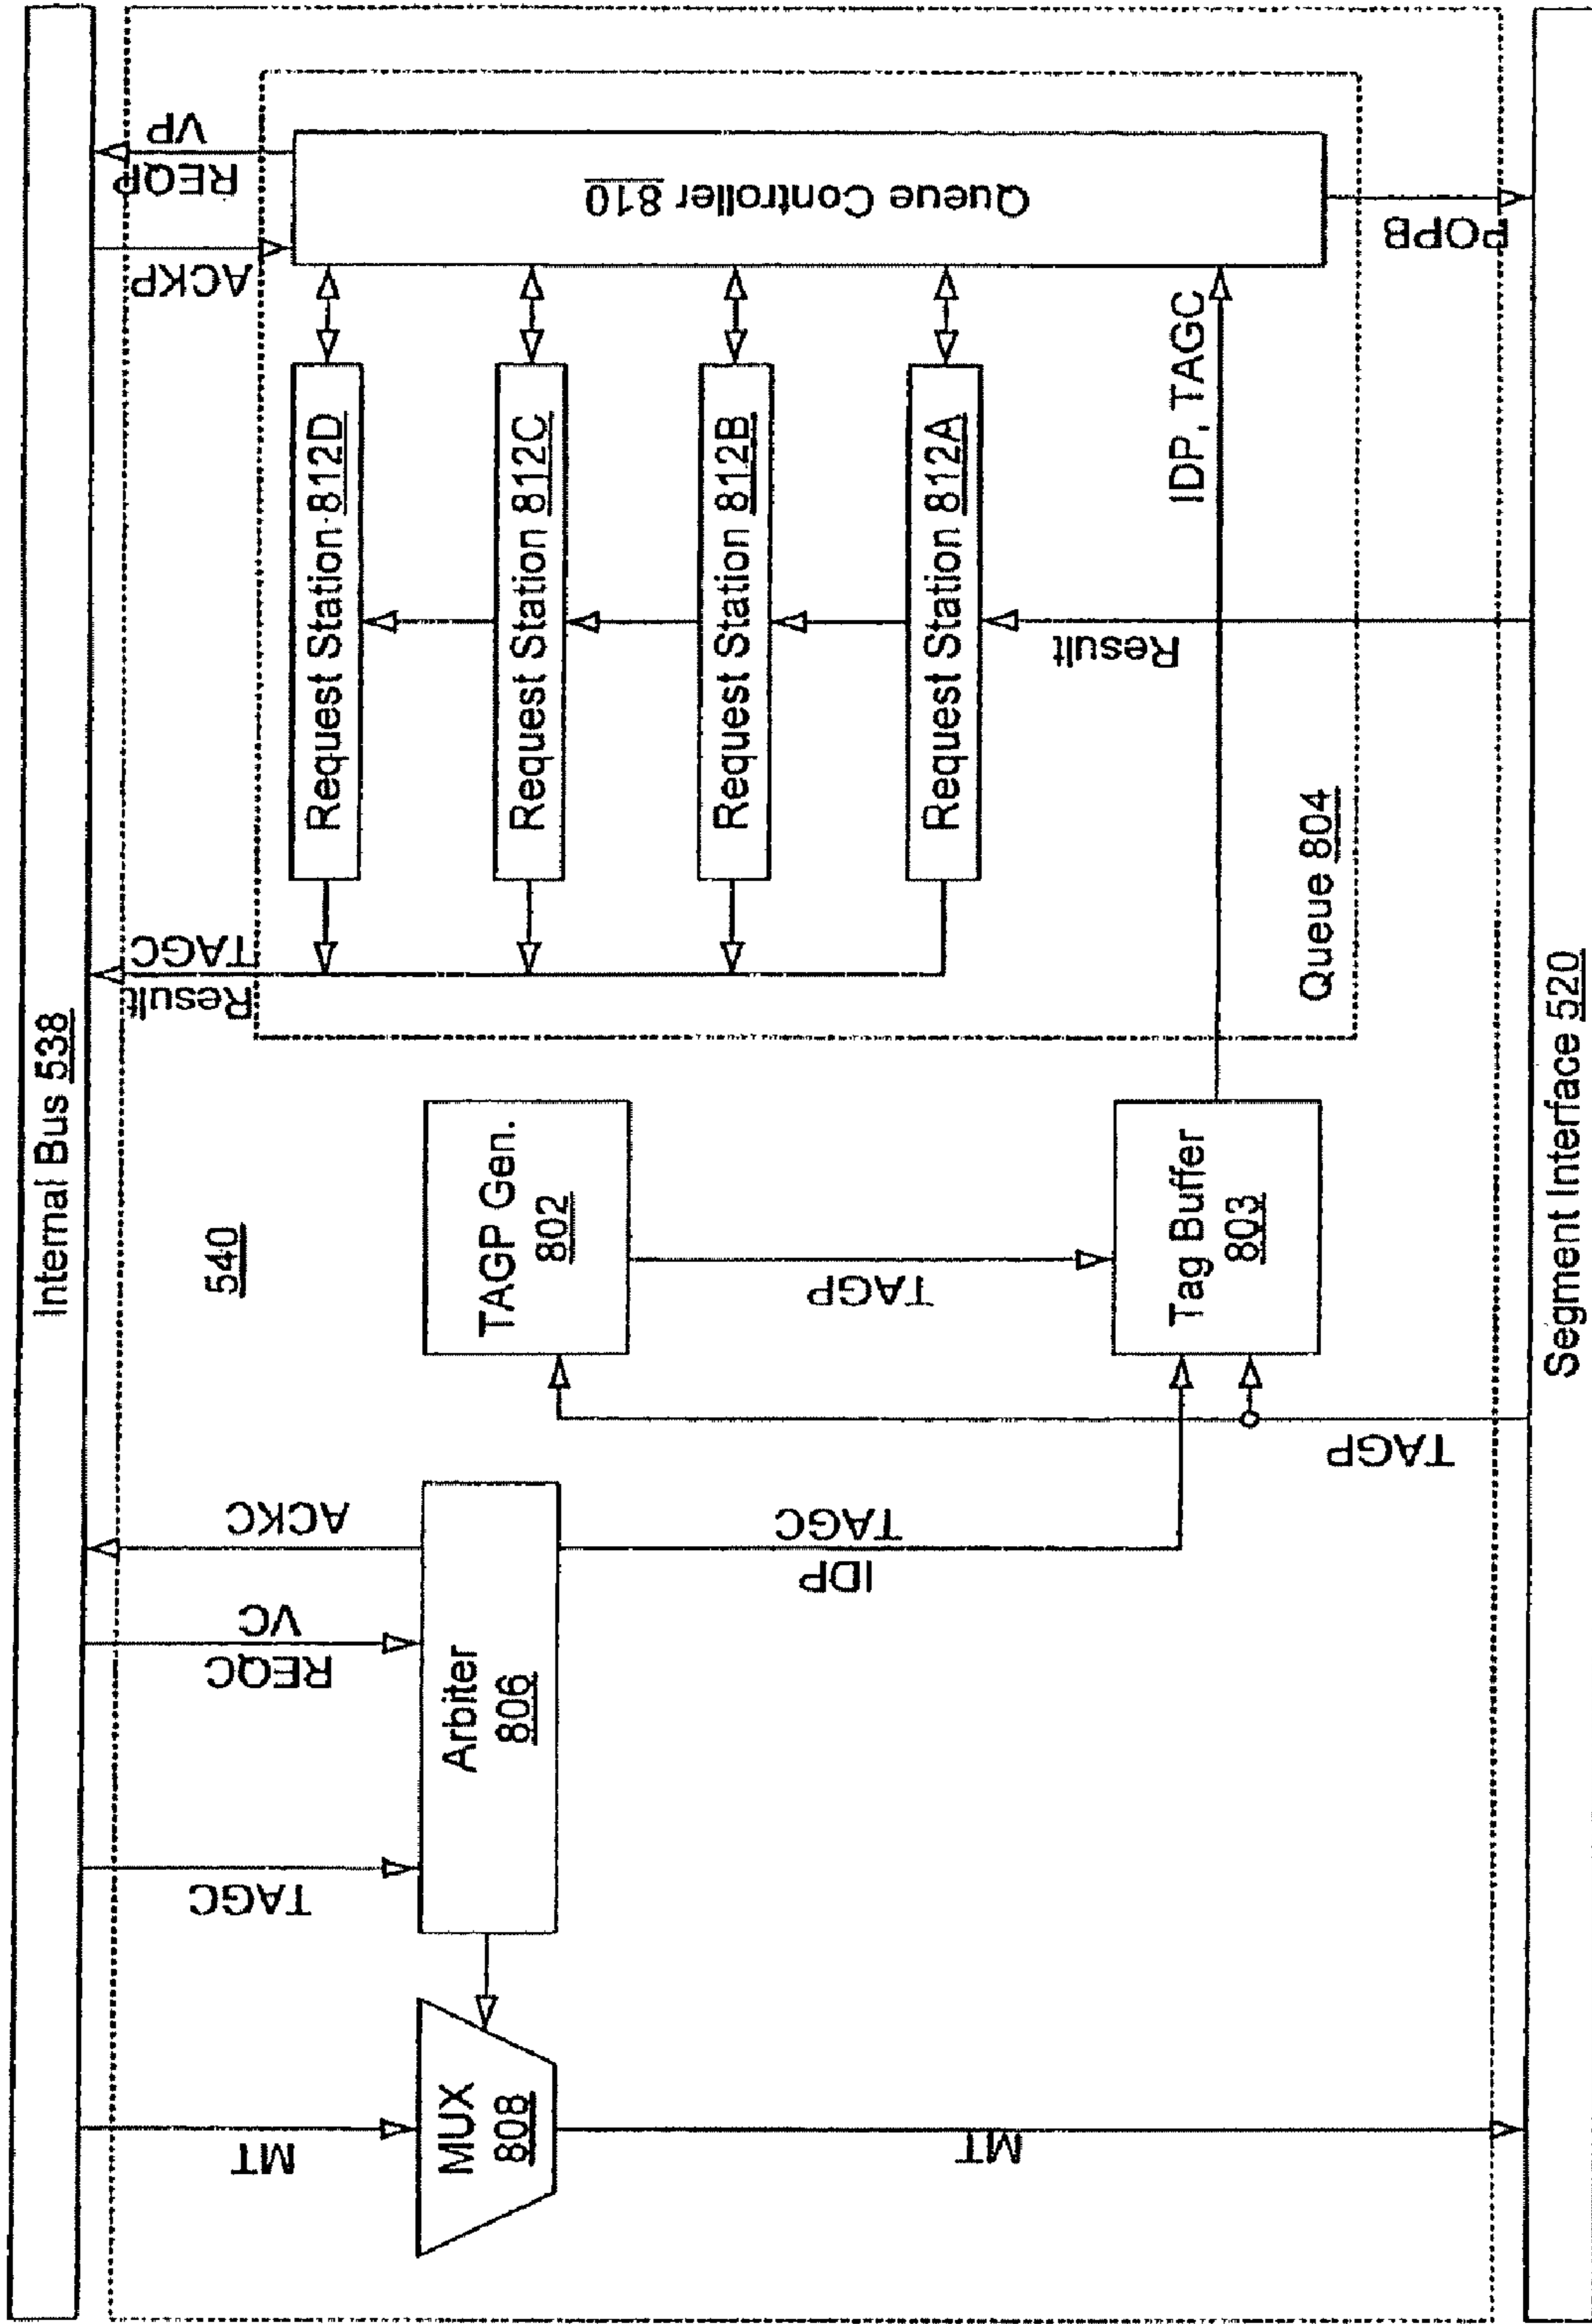 Internal Bus 538
MT
TAGC
REQC
VC
ACKC
540
Result
TAGC
ACKP
REQP
VP
MUX
808
Arbiter
806
TAGP Gen.
802
Request Station 812D
Request Station 812C
Request Station 812B
Request Station 812A
Queue Controller 810
MT
IDP
TAGC
TAGP
TAGP
Tag Buffer
803
Result
IDP, TAGC
Queue 804
POPB
Segment Interface 520